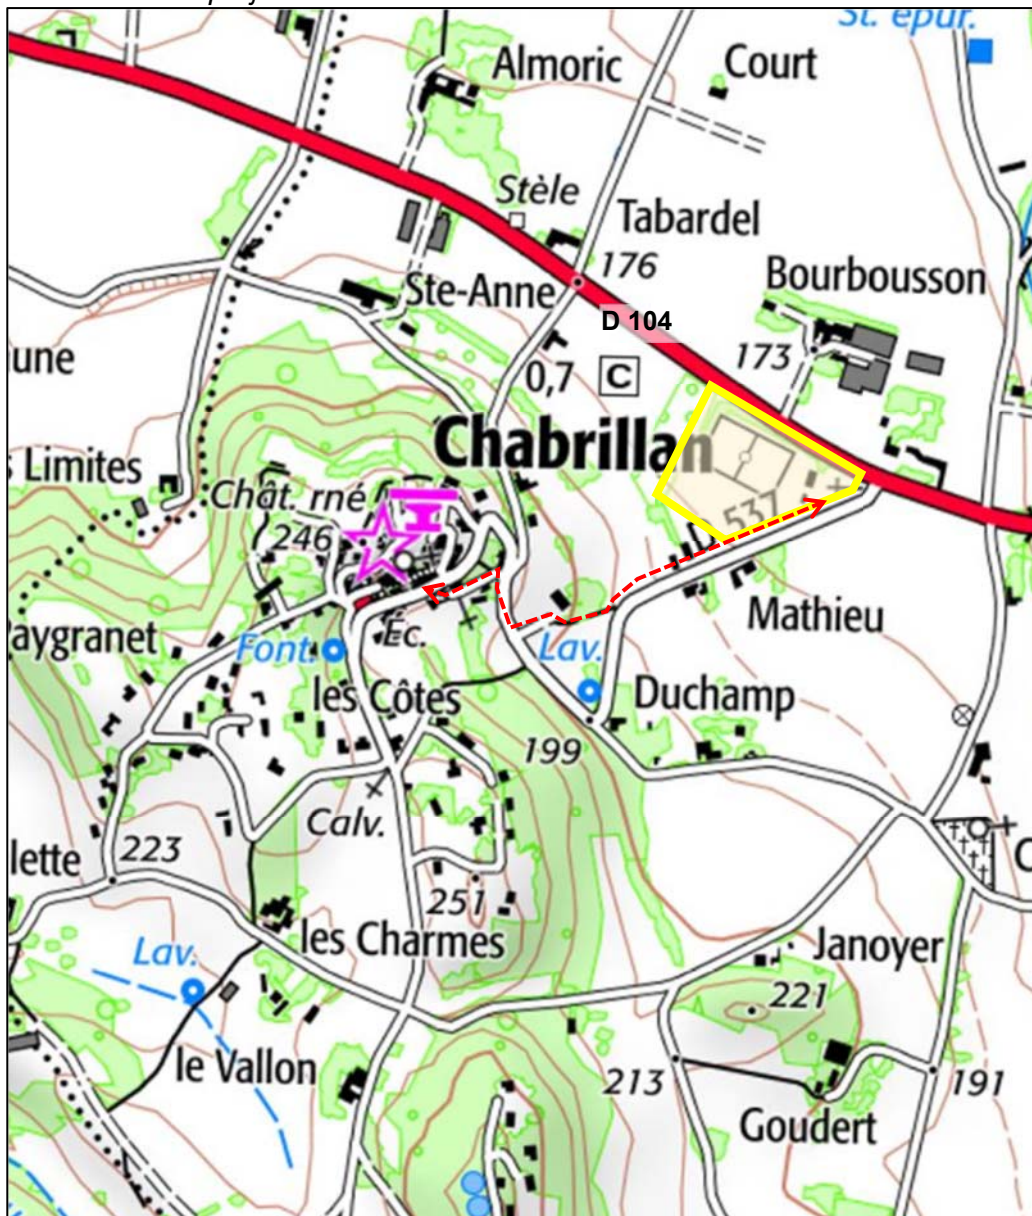 St. épur.
Almoric
Court
Stèle
Tabardel
176
Bourbousson
Ste-Anne
D 104
173
une
0,7
C
Chabrillan
Limites
Chât. rné
246
537
Mathieu
aygranet
Font.
Éc.
Lav.
les Côtes
Duchamp
199
Calv.
lette
223
251
les Charmes
Janoyer
Lav.
221
le Vallon
213
191
Goudert